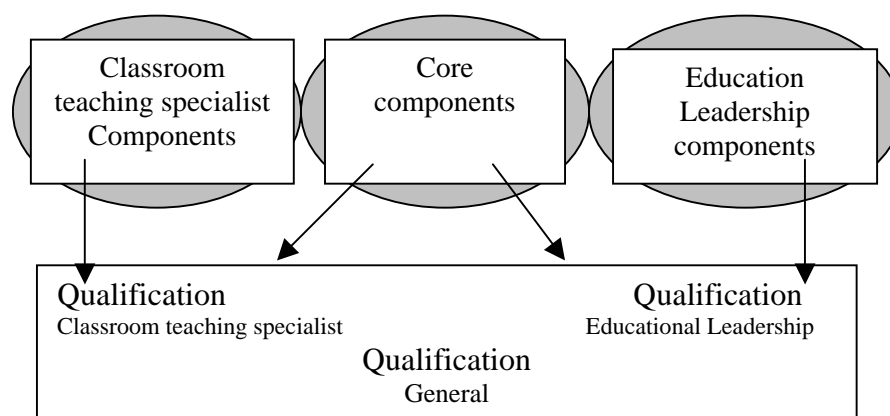 Classroom
teaching specialist
Components
Core
components
Education
Leadership
components
Qualification
Classroom teaching specialist
Qualification
Educational Leadership
Qualification
General